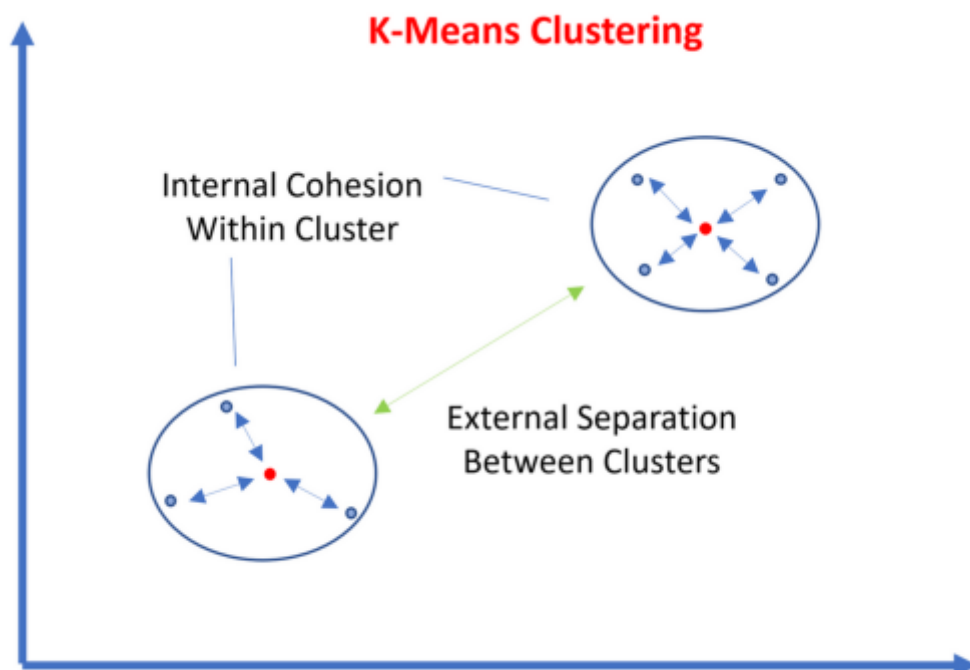 K-Means Clustering
Internal Cohesion
Within Cluster
External Separation
Between Clusters